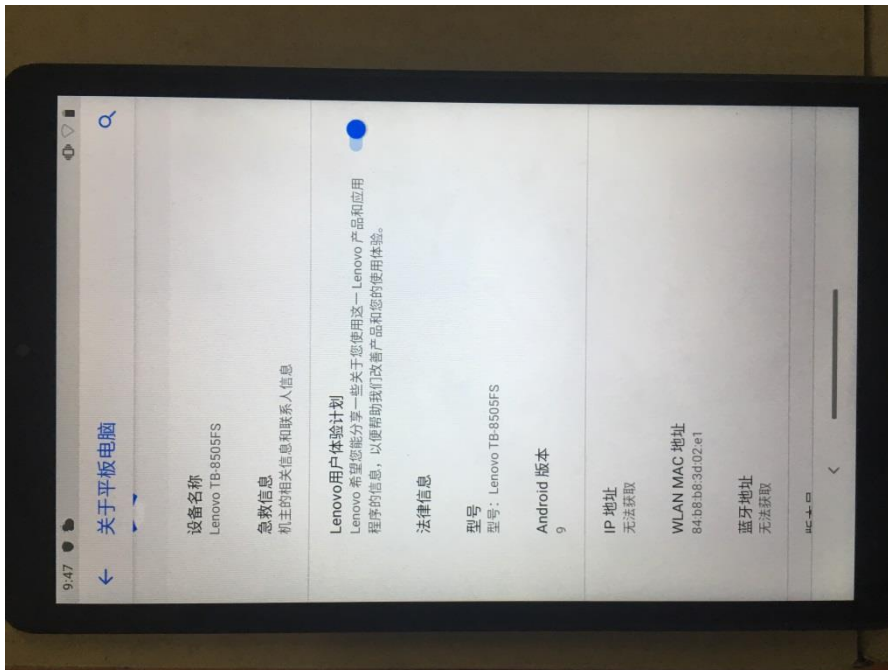 9:47
关于平板电脑
设备名称
Lenovo TB-8505FS
急救信息
机主的相关信息和联系人信息
Lenovo用户体验计划
Lenovo 希望您能分享一些关于您使用这一 Lenovo 产品和应用
程序的信息，以便帮助我们改善产品和您的使用体验。
法律信息
型号
型号：Lenovo TB-8505FS
Android 版本
9
IP 地址
无法获取
WLAN MAC 地址
84:b8:b8:3d:02:e1
蓝牙地址
无法获取